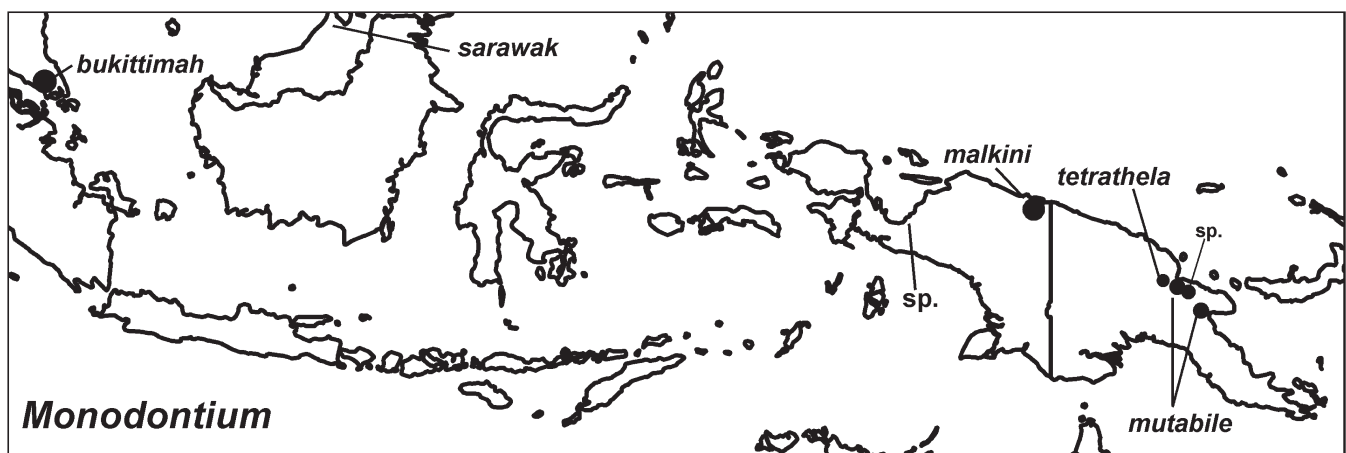 sarawak
bukittimah
malkini
tetrathela
sp.
sp.
Monodontium
mutabile